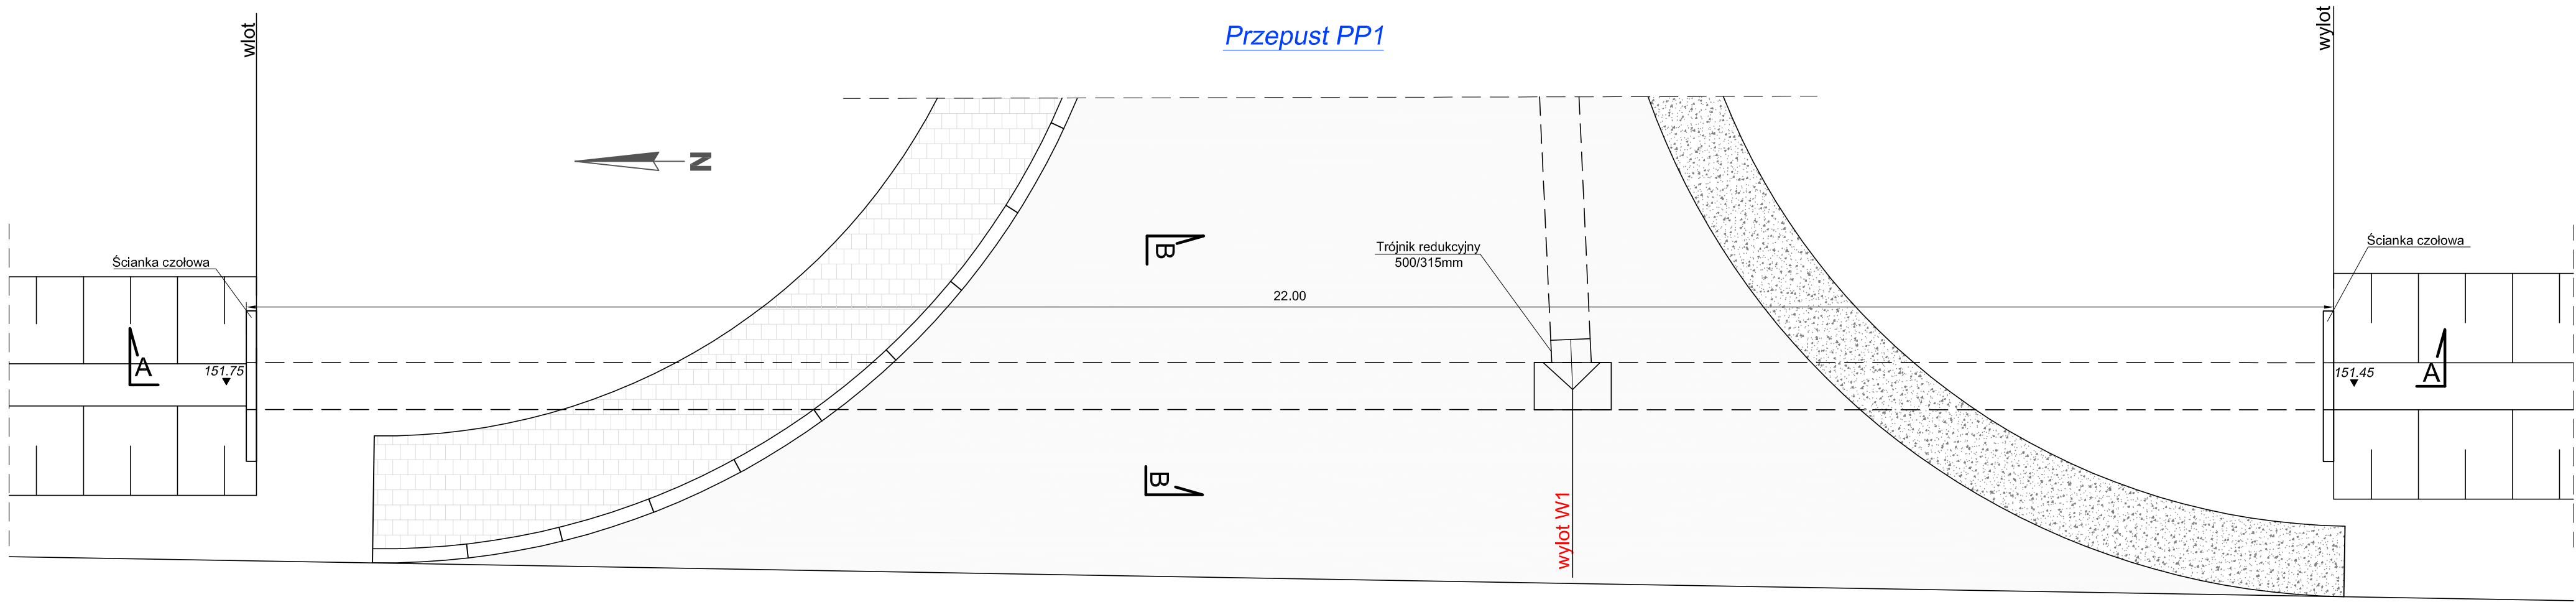 Przepust PP1
wlot
wylot
N
Ścianka czołowa
Ścianka czołowa
B
Trójnik redukcyjny
500/315mm
22.00
A
151.75
151.45
A
B
wylot W1